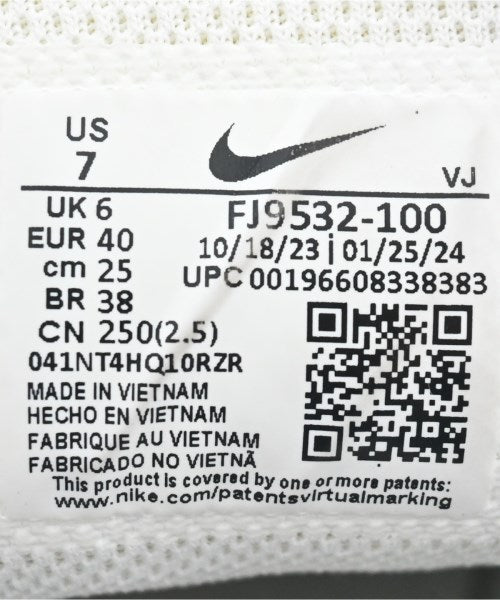 US
7
VJ
UK 6
EUR 40
cm 25
BR 38
CN 250(2.5)
FJ9532-100
10/18/23 | 01/25/24
UPC 00196608338383
041NT4HQ10RZR
MADE IN VIETNAM
HECHO EN VIETNAM
FABRIQUE AU VIETNAM
FABRICADO NO VIETNÃ
This product is covered by one or more patents:
www.nike.com/patentsvirtualmarking